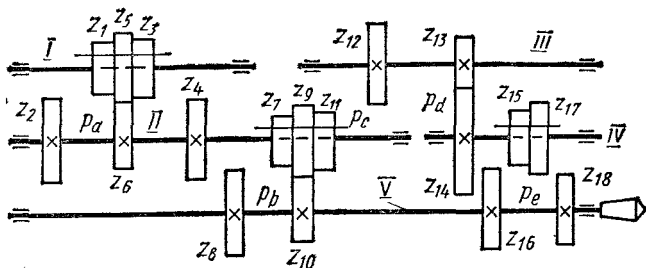 I Z1 Z5 Z3 Z12 Z13 III
Z2 pa II Z4 Z7 Z9 Z11 pc pd Z15 Z17 IV
Z6 Z14 Z18
Z8 pb Z10 V Z16 pe